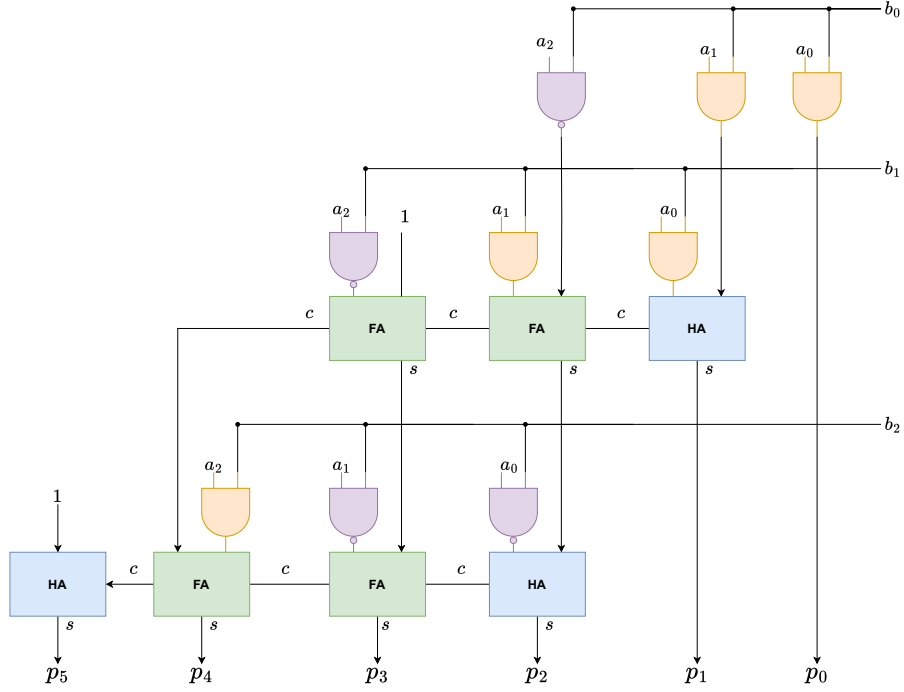 b₀
a₂ a₁ a₀
b₁
a₂ 1 a₁ a₀
c FA c FA c HA
s s s
b₂
a₂ a₁ a₀
1
HA c FA c FA c HA
s s s s
p₅ p₄ p₃ p₂ p₁ p₀